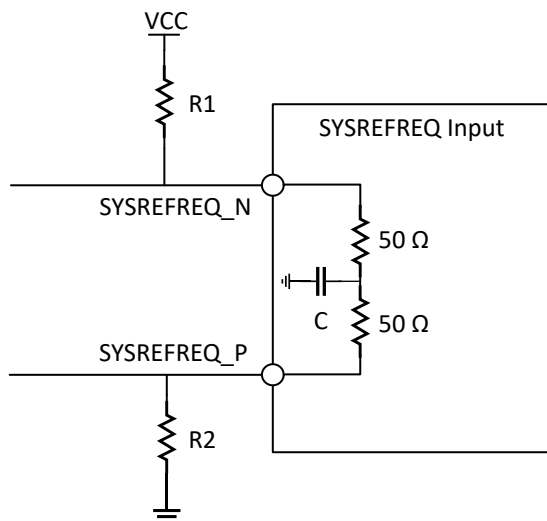 VCC
R1
SYSREFREQ Input
SYSREFREQ_N
50 Ω
C
50 Ω
SYSREFREQ_P
R2